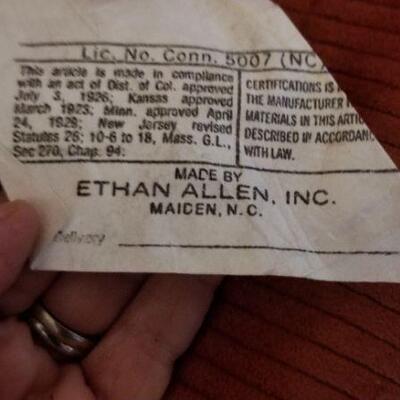 Lic. No. Conn. 5007 (NC)
This article is made in compliance
with an act of Dist. of Col. approved
July 3, 1926; Kansas approved
March 1923; Minn. approved April
24, 1929; New Jersey revised
Statutes 26; 10-6 to 18, Mass. G.L.,
Sec 270, Chap. 94.
CERTIFICATIONS IS
THE MANUFACTURER
MATERIALS IN THIS
DESCRIBED IN
WITH LAW.
MADE BY
ETHAN ALLEN, INC.
MAIDEN, N.C.
Delivery